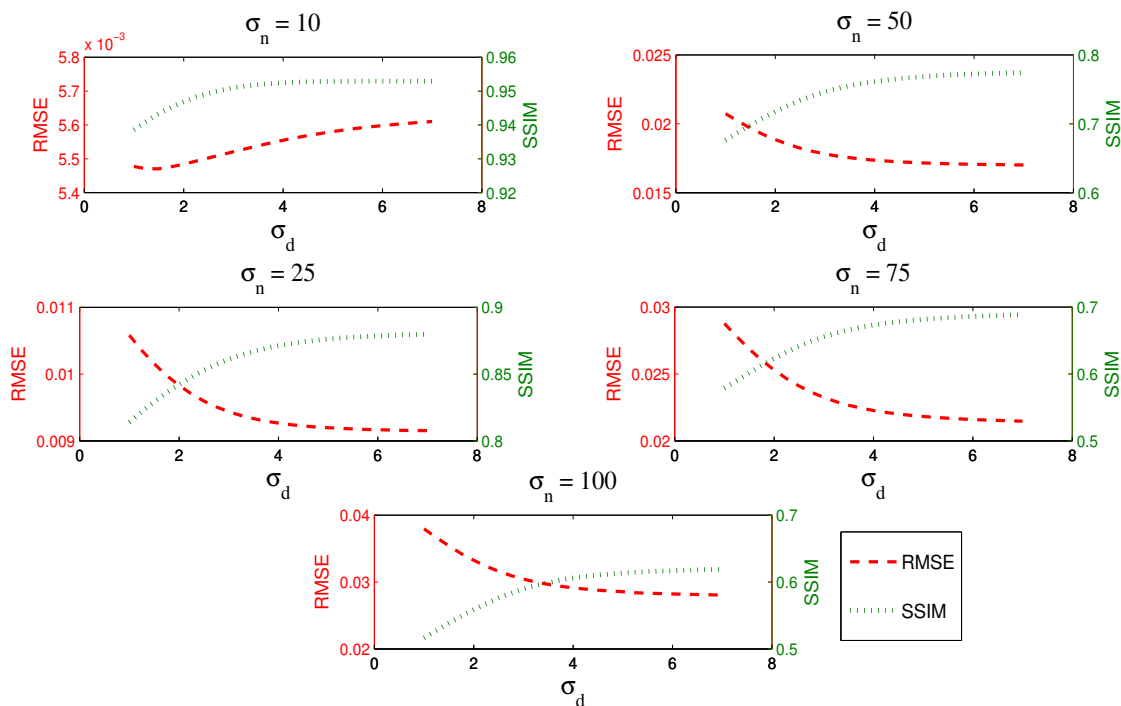 σn = 10
x 10-3
5.8
5.7
5.6
5.5
5.4
RMSE
0.96
0.95
0.94
0.93
0.92
SSIM
0 2 4 6 8
σd
σn = 50
0.025
0.02
0.015
RMSE
0.8
0.7
0.6
SSIM
0 2 4 6 8
σd
σn = 25
0.011
0.01
0.009
RMSE
0.9
0.85
0.8
SSIM
0 2 4 6 8
σd
σn = 75
0.03
0.025
0.02
RMSE
0.7
0.6
0.5
SSIM
0 2 4 6 8
σd
σn = 100
0.04
0.03
0.02
RMSE
0.7
0.6
0.5
SSIM
0 2 4 6 8
σd
RMSE
SSIM